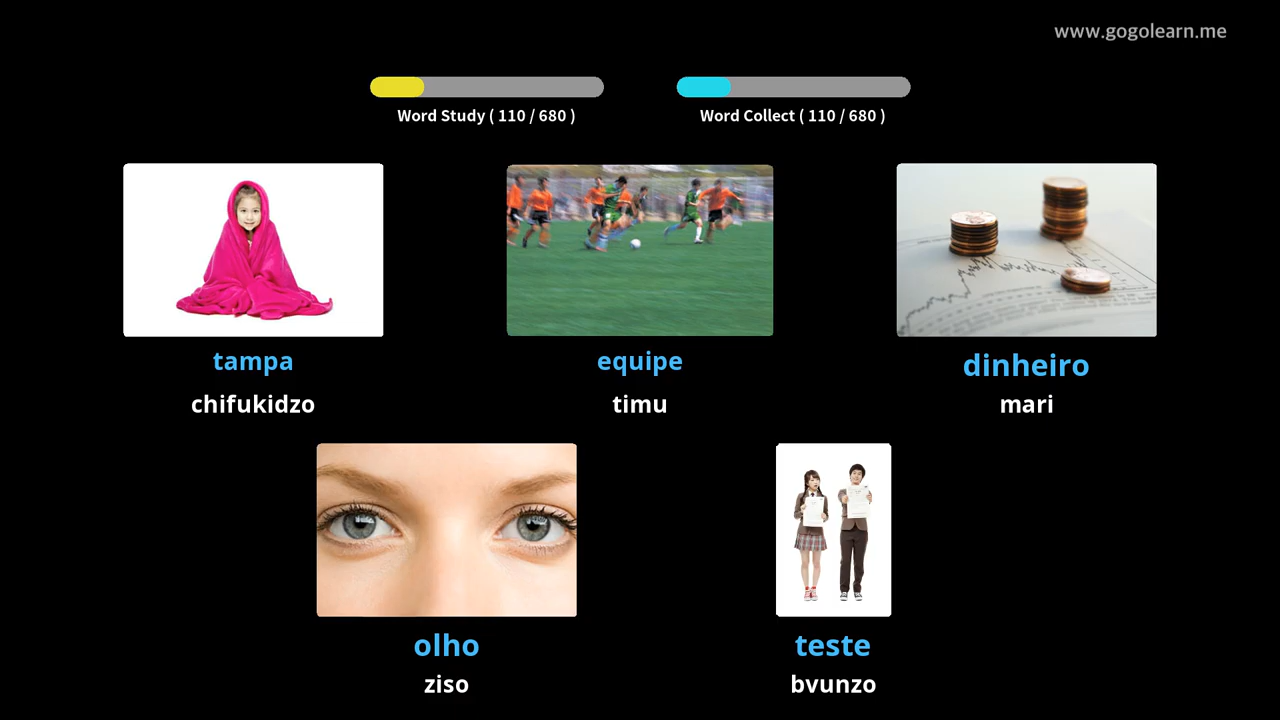 www.gogolearn.me
Word Study ( 110 / 680 )
Word Collect ( 110 / 680 )
tampa
chifukidzo
equipe
timu
dinheiro
mari
olho
ziso
teste
bvunzo